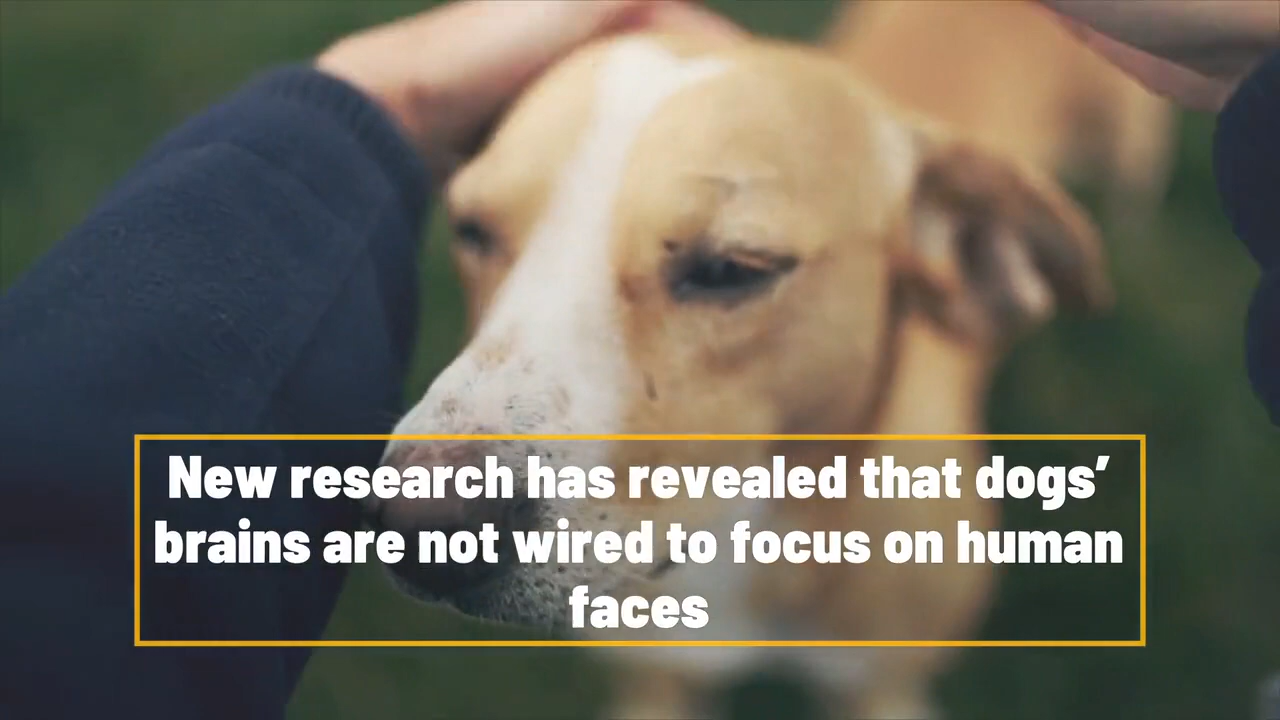 New research has revealed that dogs’
brains are not wired to focus on human
faces